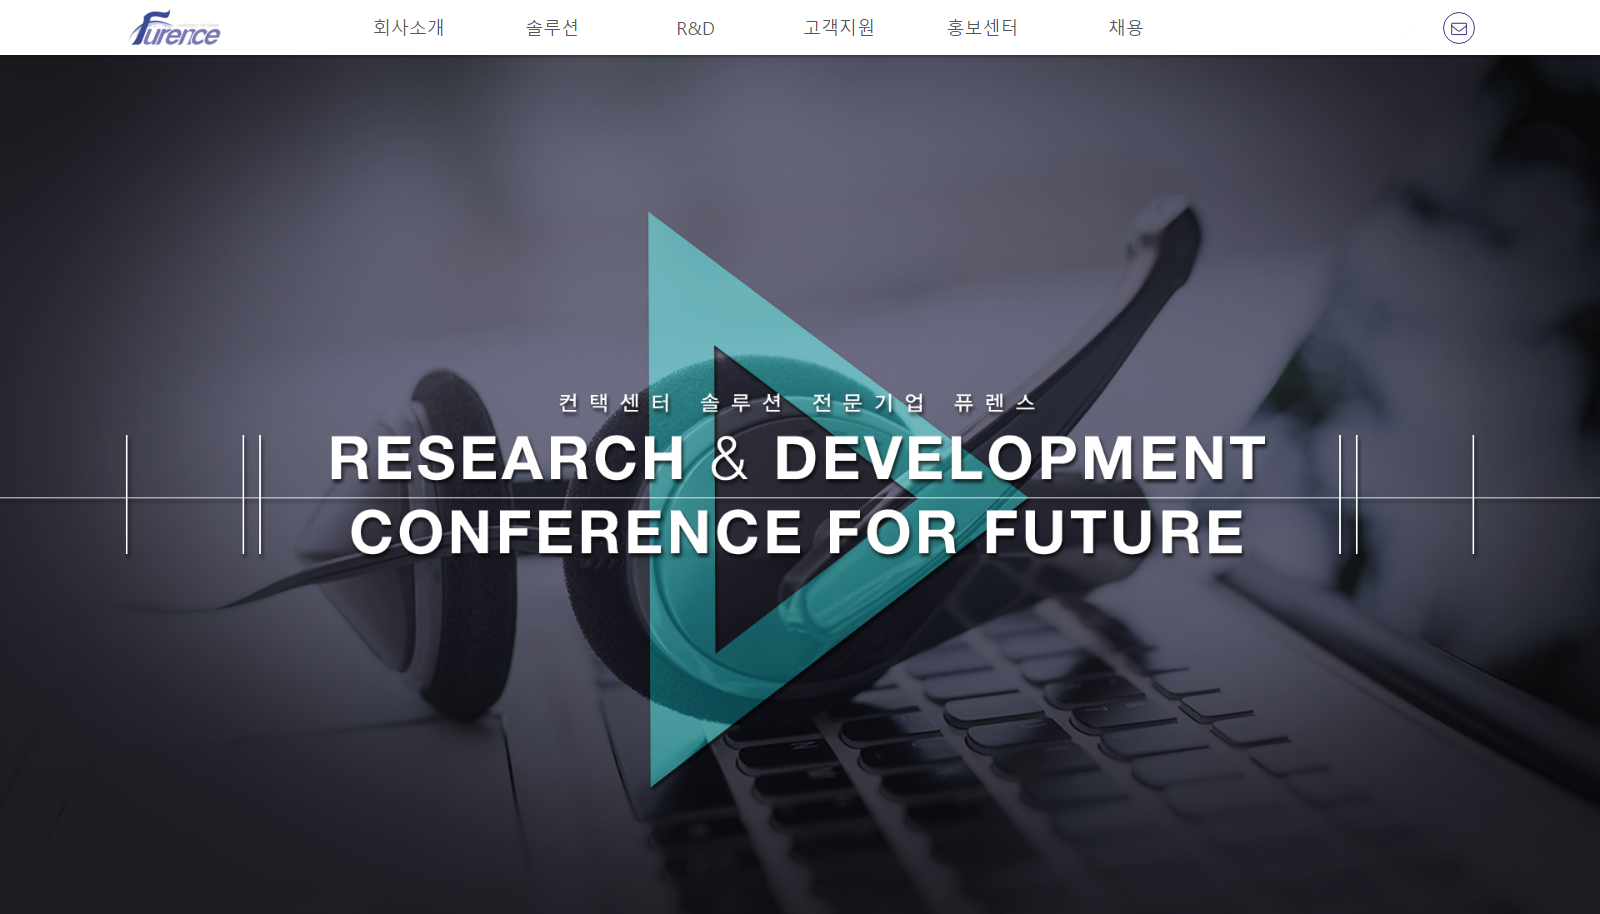 Furence
회사소개
솔루션
R&D
고객지원
홍보센터
채용
컨택센터 솔루션 전문기업 퓨렌스
RESEARCH & DEVELOPMENT
CONFERENCE FOR FUTURE